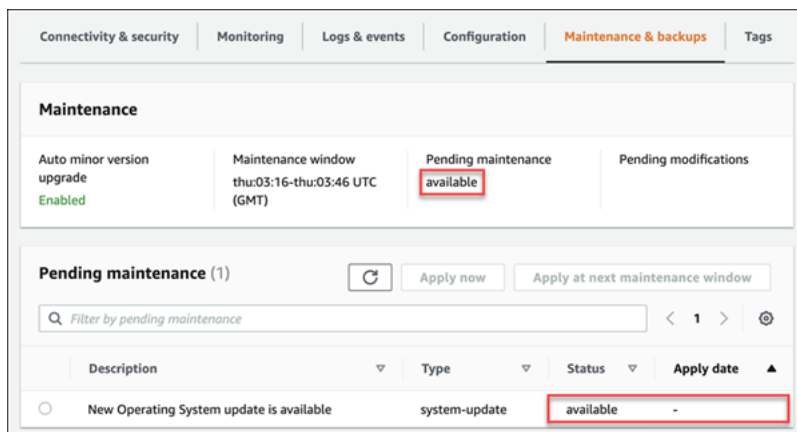 Connectivity & security Monitoring Logs & events Configuration Maintenance & backups Tags
Maintenance
Auto minor version upgrade
Enabled
Maintenance window
thu:03:16-thu:03:46 UTC (GMT)
Pending maintenance
available
Pending modifications
Pending maintenance (1) Apply now Apply at next maintenance window
Filter by pending maintenance 1
Description Type Status Apply date
New Operating System update is available system-update available -